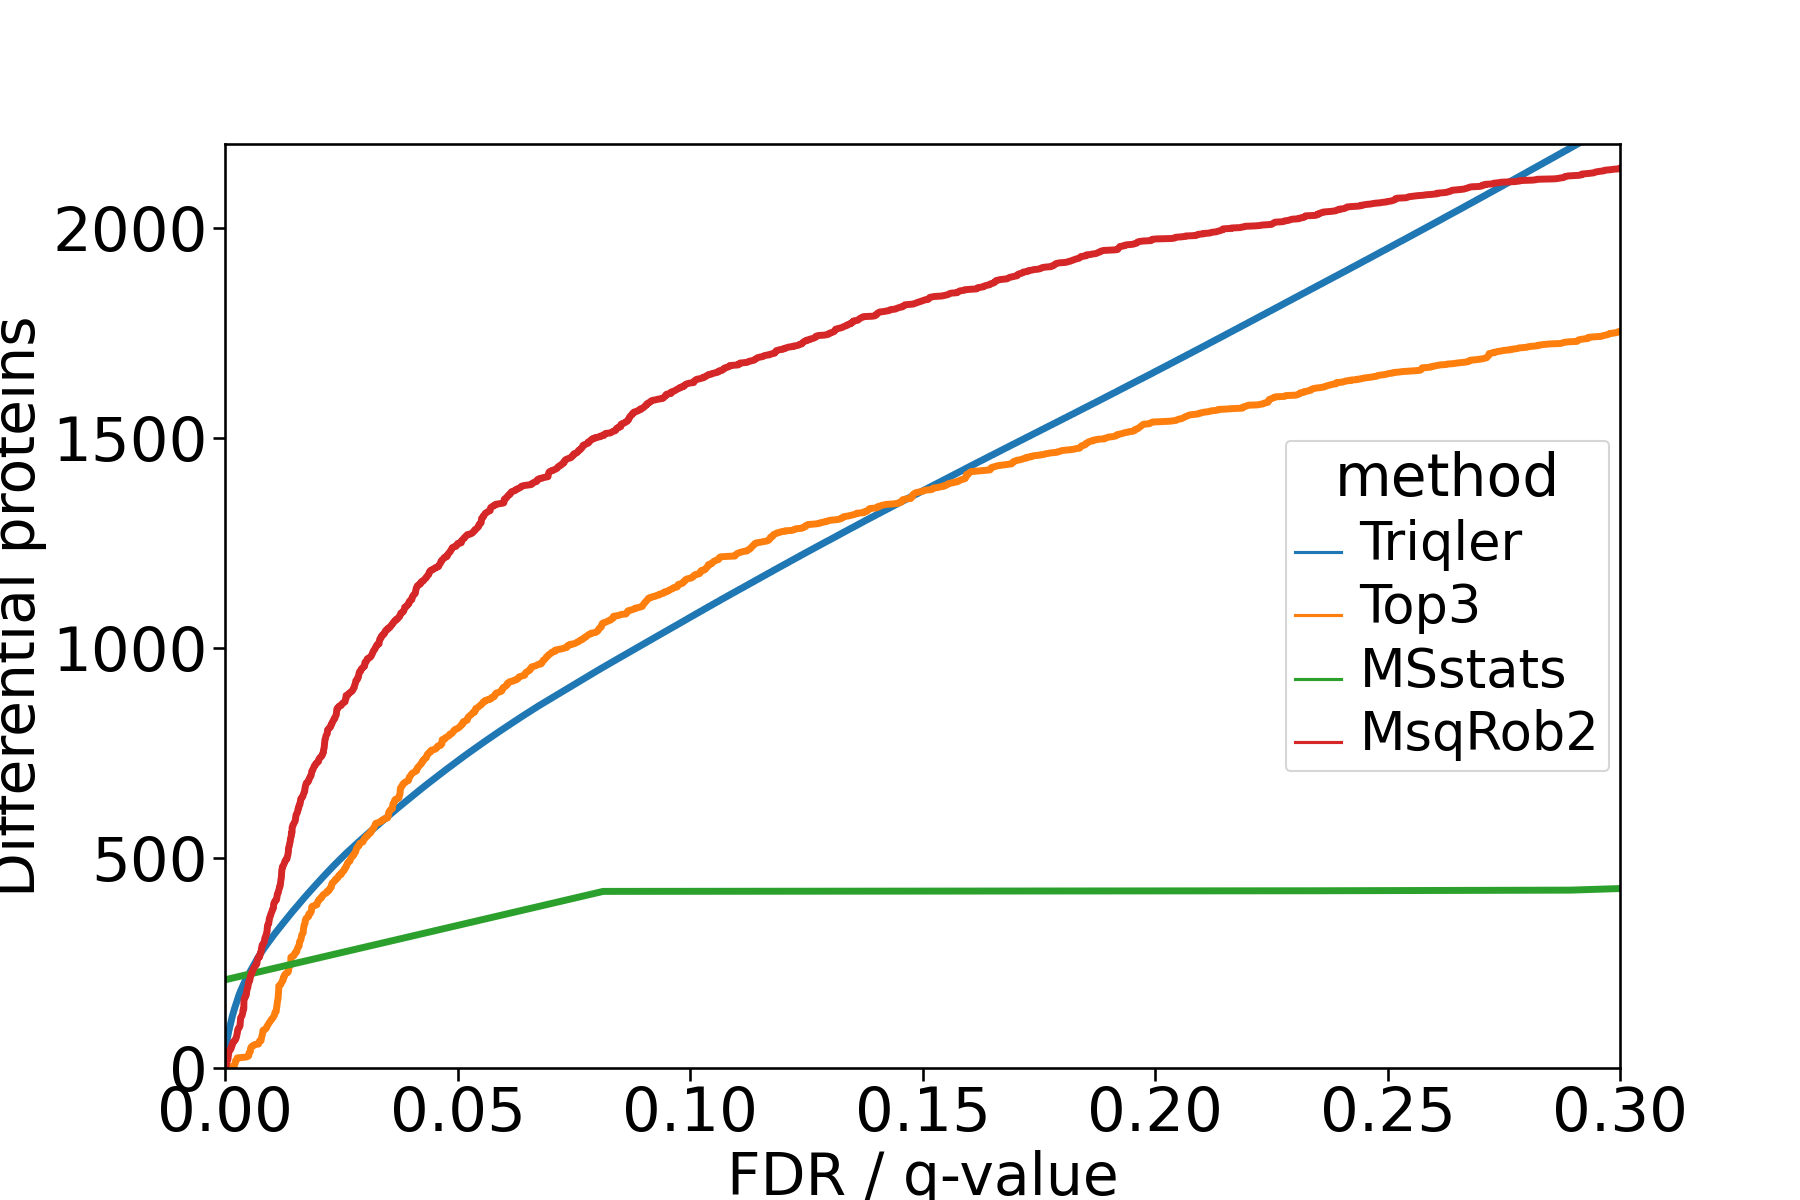 Differential proteins
2000
1500
1000
500
0
0.00 0.05 0.10 0.15 0.20 0.25 0.30
FDR / q-value
method
Triqler
Top3
MSstats
MsqRob2